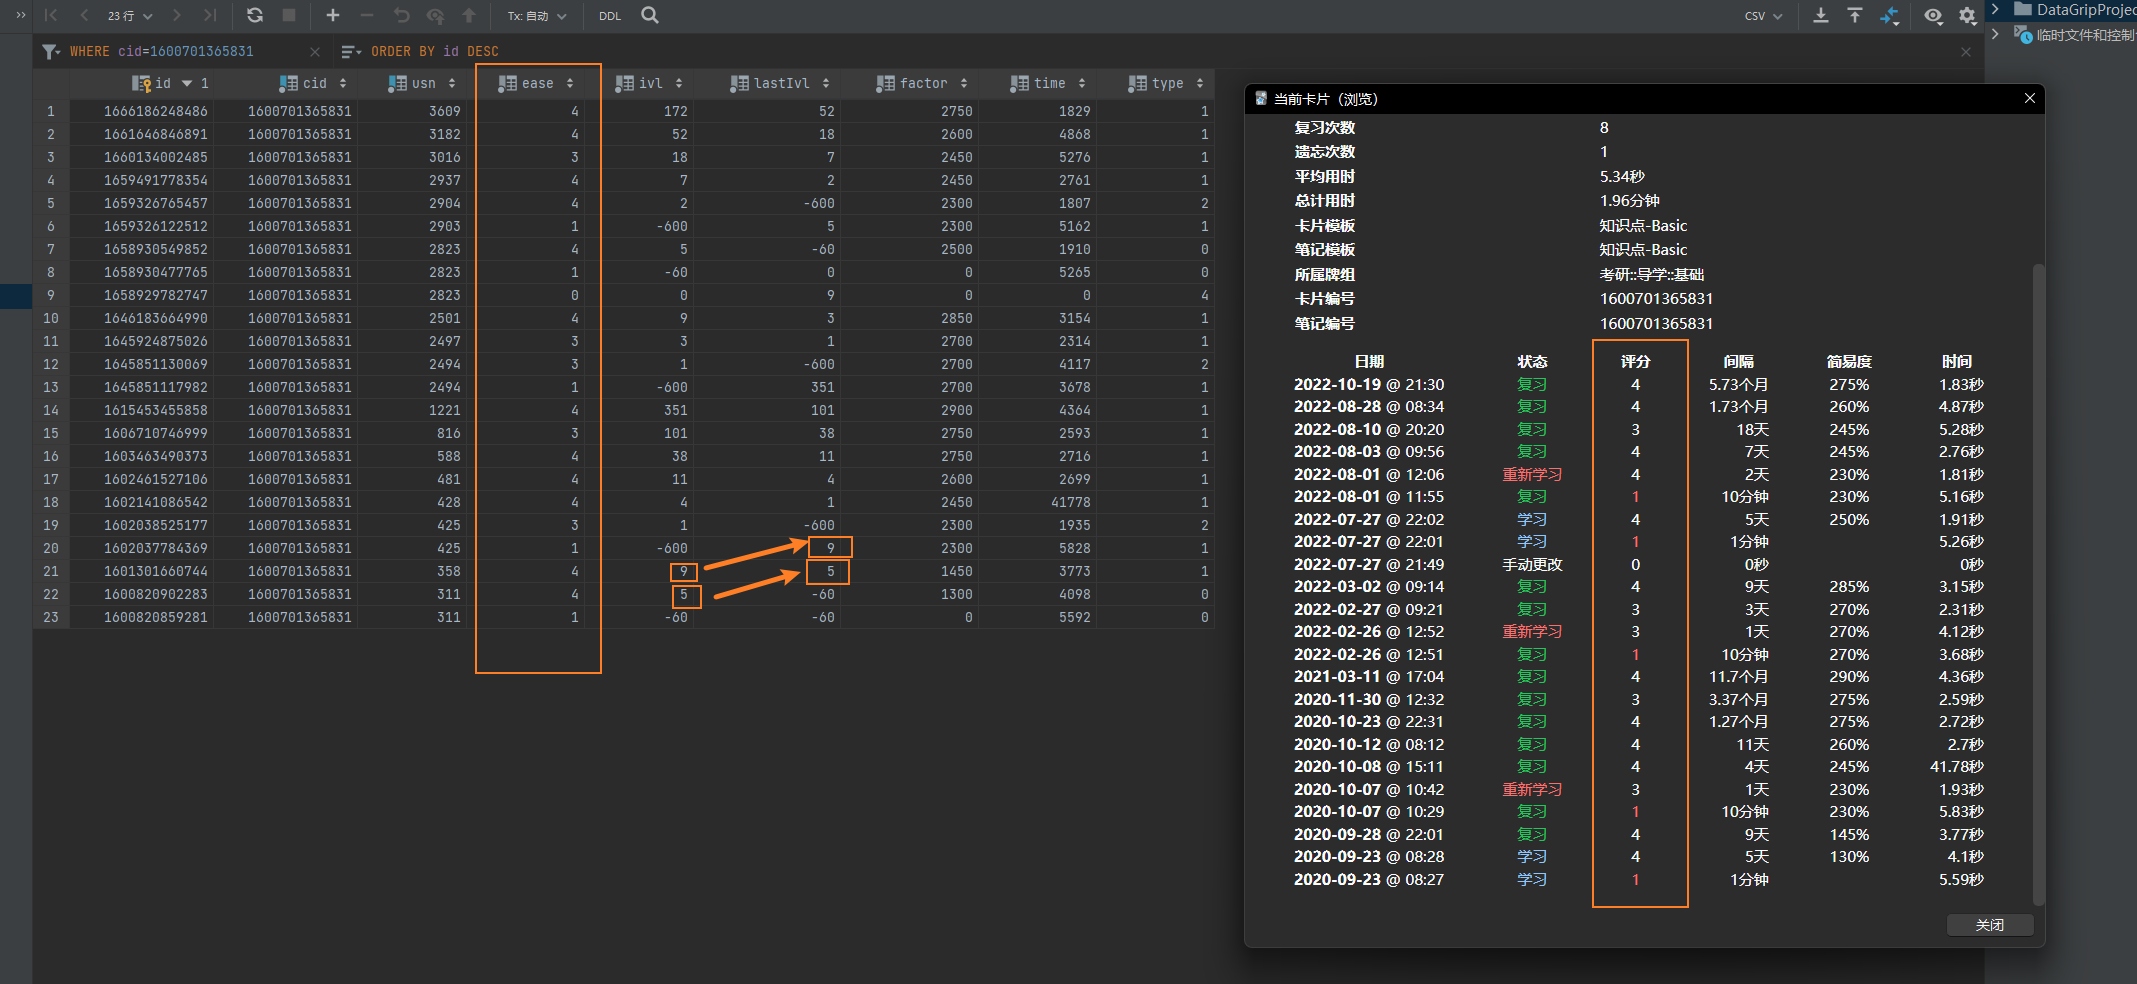 23 行
Tx: 自动
DDL
CSV
DataGripProjec
临时文件和控制
WHERE cid=1600701365831
ORDER BY id DESC
id 1 cid usn ease ivl lastIvl factor time type
1 1666186248486 1600701365831 3609 4 172 52 2750 1829 1
2 1661646846891 1600701365831 3182 4 52 18 2600 4868 1
3 1660134002485 1600701365831 3016 3 18 7 2450 5276 1
4 1659491778354 1600701365831 2937 4 7 2 2450 2761 1
5 1659326765457 1600701365831 2904 4 2 -600 2300 1807 2
6 1659326122512 1600701365831 2903 1 -600 5 2300 5162 1
7 1658930549852 1600701365831 2823 4 5 -60 2500 1910 0
8 1658930477765 1600701365831 2823 1 -60 0 0 5265 0
9 1658929782747 1600701365831 2823 0 0 9 0 0 4
10 1646183664990 1600701365831 2501 4 9 3 2850 3154 1
11 1645924875026 1600701365831 2497 3 3 1 2700 2314 1
12 1645851130069 1600701365831 2494 3 1 -600 2700 4117 2
13 1645851117982 1600701365831 2494 1 -600 351 2700 3678 1
14 1615453455858 1600701365831 1221 4 351 101 2900 4364 1
15 1606710746999 1600701365831 816 3 101 38 2750 2593 1
16 1603463490373 1600701365831 588 4 38 11 2750 2716 1
17 1602461527106 1600701365831 481 4 11 4 2600 2699 1
18 1602141086542 1600701365831 428 4 4 1 2450 41778 1
19 1602038525177 1600701365831 425 3 1 -600 2300 1935 2
20 1602037784369 1600701365831 425 1 -600 9 2300 5828 1
21 1601301660744 1600701365831 358 4 9 5 1450 3773 1
22 1600820902283 1600701365831 311 4 5 -60 1300 4098 0
23 1600820859281 1600701365831 311 1 -60 -60 0 5592 0
当前卡片（浏览）
复习次数 8
遗忘次数 1
平均用时 5.34秒
总计用时 1.96分钟
卡片模板 知识点-Basic
笔记模板 知识点-Basic
所属牌组 考研::导学::基础
卡片编号 1600701365831
笔记编号 1600701365831
日期 状态 评分 间隔 简易度 时间
2022-10-19 @ 21:30 复习 4 5.73个月 275% 1.83秒
2022-08-28 @ 08:34 复习 4 1.73个月 260% 4.87秒
2022-08-10 @ 20:20 复习 3 18天 245% 5.28秒
2022-08-03 @ 09:56 复习 4 7天 245% 2.76秒
2022-08-01 @ 12:06 重新学习 4 2天 230% 1.81秒
2022-08-01 @ 11:55 复习 1 10分钟 230% 5.16秒
2022-07-27 @ 22:02 学习 4 5天 250% 1.91秒
2022-07-27 @ 22:01 学习 1 1分钟 5.26秒
2022-07-27 @ 21:49 手动更改 0 0秒 0秒
2022-03-02 @ 09:14 复习 4 9天 285% 3.15秒
2022-02-27 @ 09:21 复习 3 3天 270% 2.31秒
2022-02-26 @ 12:52 重新学习 3 1天 270% 4.12秒
2022-02-26 @ 12:51 复习 1 10分钟 270% 3.68秒
2021-03-11 @ 17:04 复习 4 11.7个月 290% 4.36秒
2020-11-30 @ 12:32 复习 3 3.37个月 275% 2.59秒
2020-10-23 @ 22:31 复习 4 1.27个月 275% 2.72秒
2020-10-12 @ 08:12 复习 4 11天 260% 2.7秒
2020-10-08 @ 15:11 复习 4 4天 245% 41.78秒
2020-10-07 @ 10:42 重新学习 3 1天 230% 1.93秒
2020-10-07 @ 10:29 复习 1 10分钟 230% 5.83秒
2020-09-28 @ 22:01 复习 4 9天 145% 3.77秒
2020-09-23 @ 08:28 学习 4 5天 130% 4.1秒
2020-09-23 @ 08:27 学习 1 1分钟 5.59秒
关闭